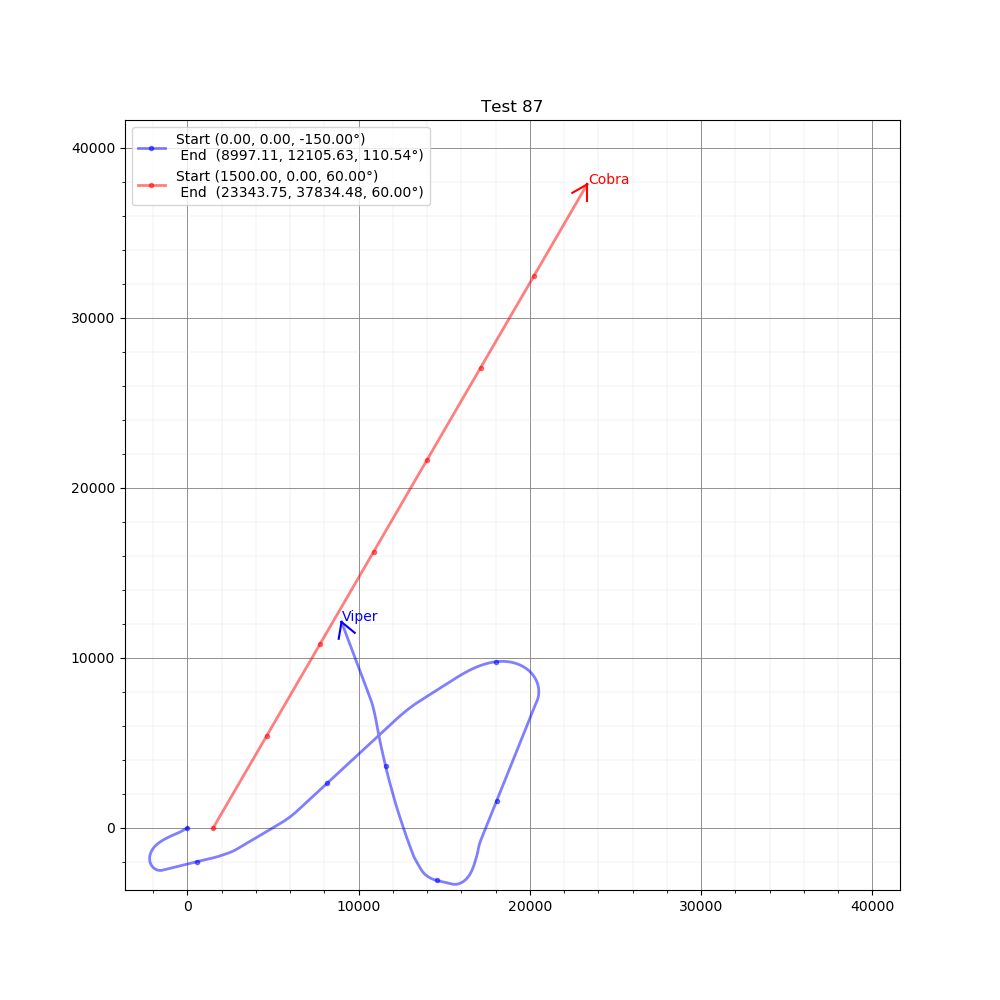 Test 87
Start (0.00, 0.00, -150.00°)
End (8997.11, 12105.63, 110.54°)
Start (1500.00, 0.00, 60.00°)
End (23343.75, 37834.48, 60.00°)
40000
30000
20000
10000
0
Cobra
Viper
0
10000
20000
30000
40000